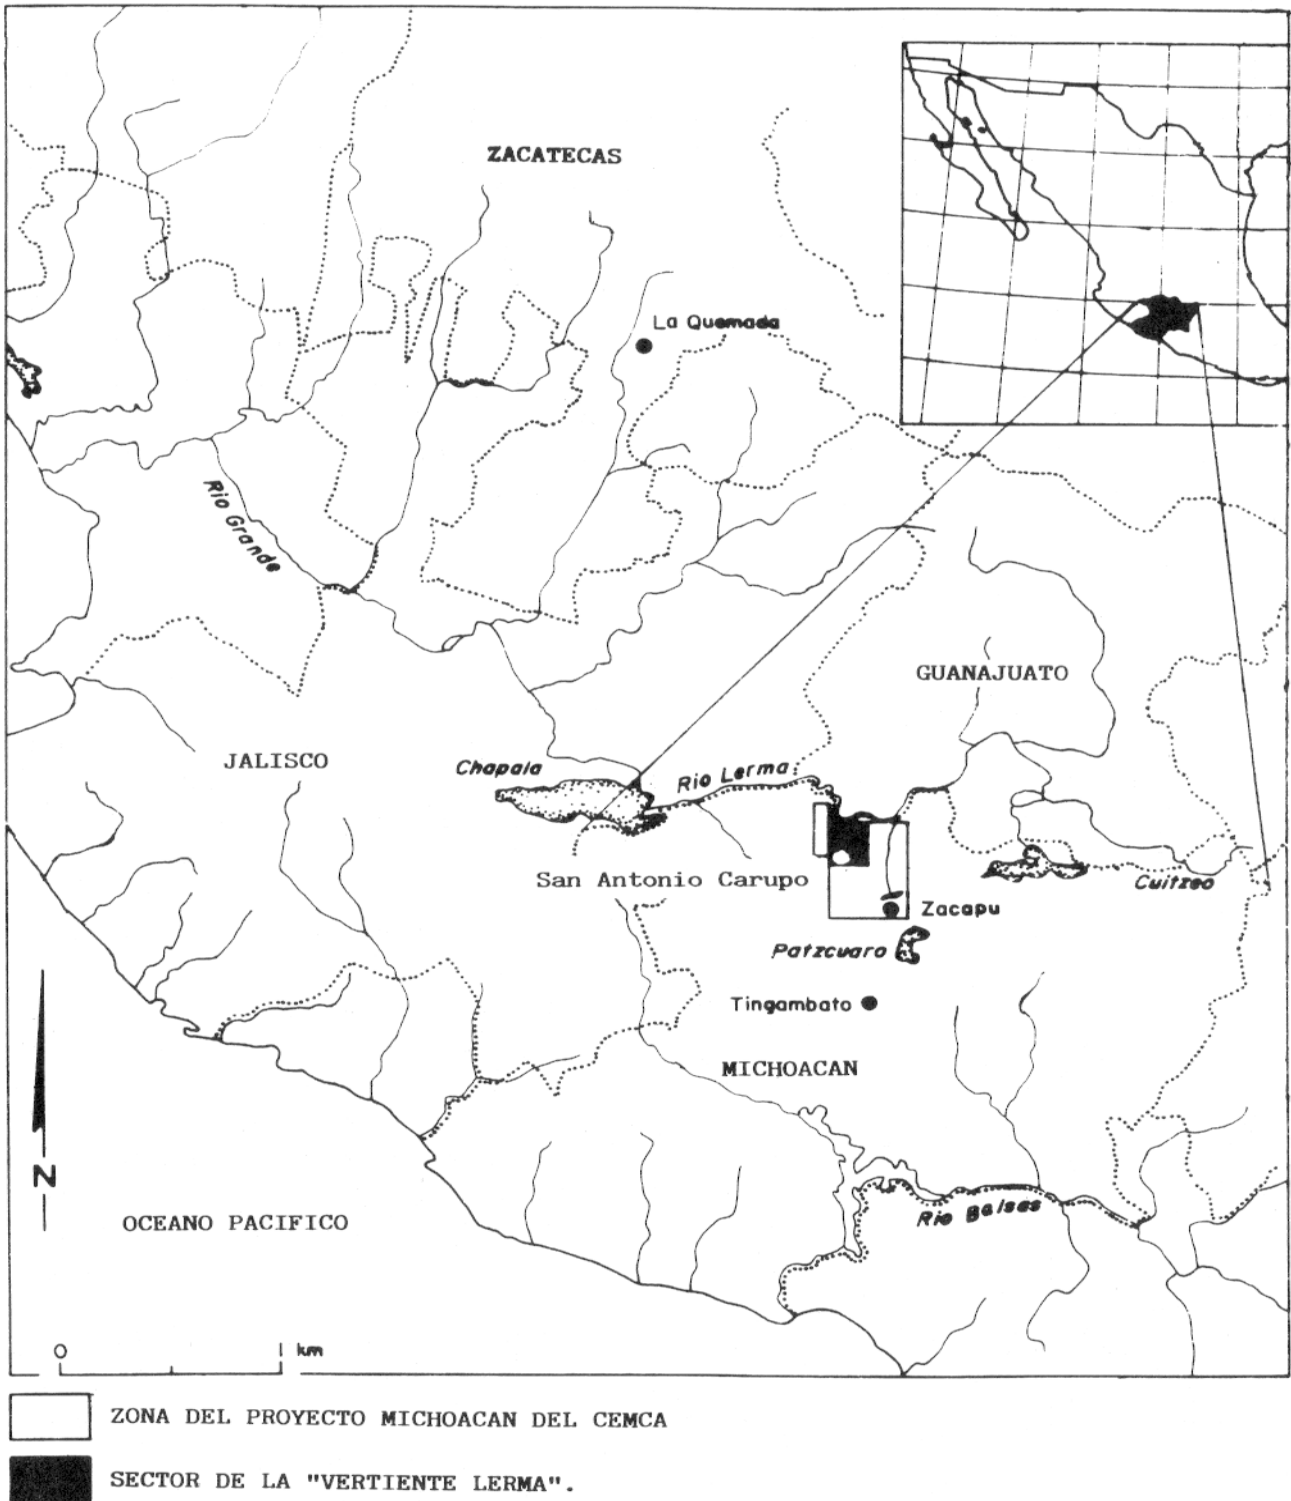 ZACATECAS
La Quemada
Rio Grande
GUANAJUATO
JALISCO
Chapala
Rio Lerma
San Antonio Carupo
Cuitzeo
Zacapu
Patzcuaro
Tingambato
MICHOACAN
N
OCEANO PACIFICO
Rio Balsas
0 1 km
ZONA DEL PROYECTO MICHOACAN DEL CEMCA
SECTOR DE LA "VERTIENTE LERMA".